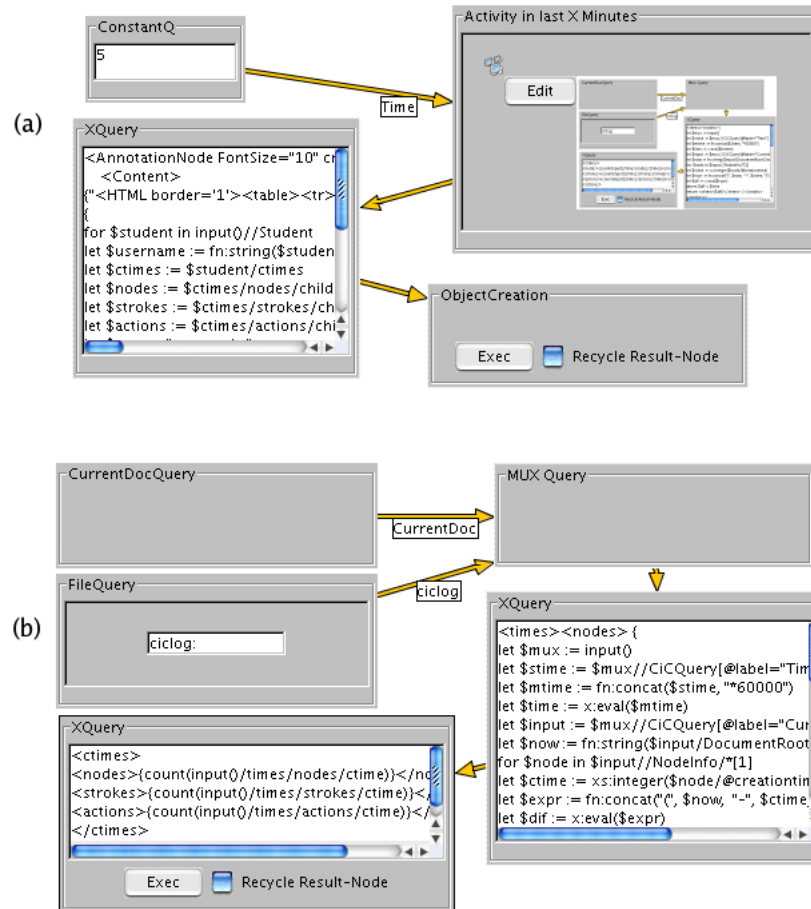 ConstantQ
5
Time
Activity in last X Minutes
Edit
(a)
XQuery
<AnnotationNode FontSize="10" cr
<Content>
{"<HTML border='1'><table><tr>
{
for $student in input()//Student
let $username := fn:string($studen
let $ctimes := $student/ctimes
let $nodes := $ctimes/nodes/child
let $strokes := $ctimes/strokes/ch
let $actions := $ctimes/actions/chi
ObjectCreation
Exec
Recycle Result-Node
(b)
CurrentDocQuery
CurrentDoc
MUX Query
FileQuery
ciclog:
ciclog
XQuery
<times><nodes> {
let $mux := input()
let $stime := $mux//CiCQuery[@label="Tim
let $mtime := fn:concat($stime, "*60000")
let $time := x:eval($mtime)
let $input := $mux//CiCQuery[@label="Cur
let $now := fn:string($input/DocumentRoot
for $node in $input//NodeInfo/*[1]
let $ctime := xs:integer($node/@creationtin
let $expr := fn:concat("(", $now, "-", $ctime,
let $dif := x:eval($expr)
XQuery
<ctimes>
<nodes>{count(input()/times/nodes/ctime)}</no
<strokes>{count(input()/times/strokes/ctime)}</
<actions>{count(input()/times/actions/ctime)}</
</ctimes>
Exec
Recycle Result-Node